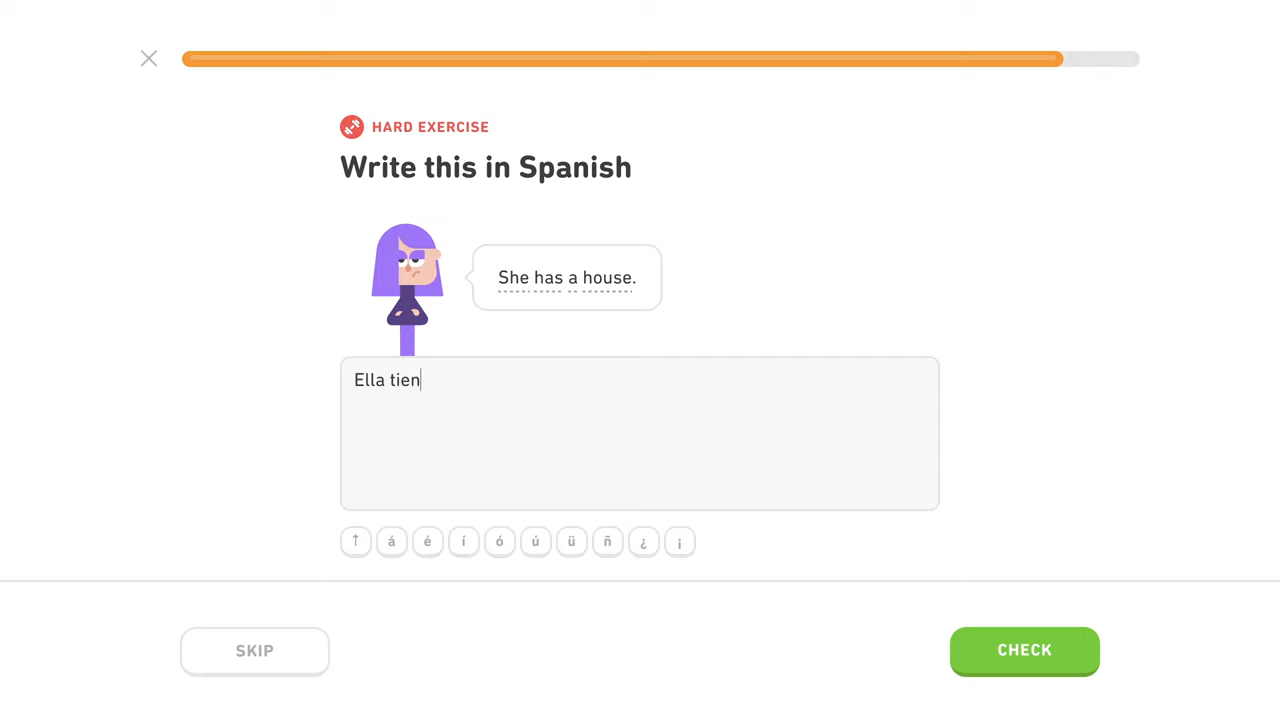 HARD EXERCISE
Write this in Spanish
She has a house.
Ella tien
↑ á é í ó ú ü ñ ¿ ¡
SKIP
CHECK